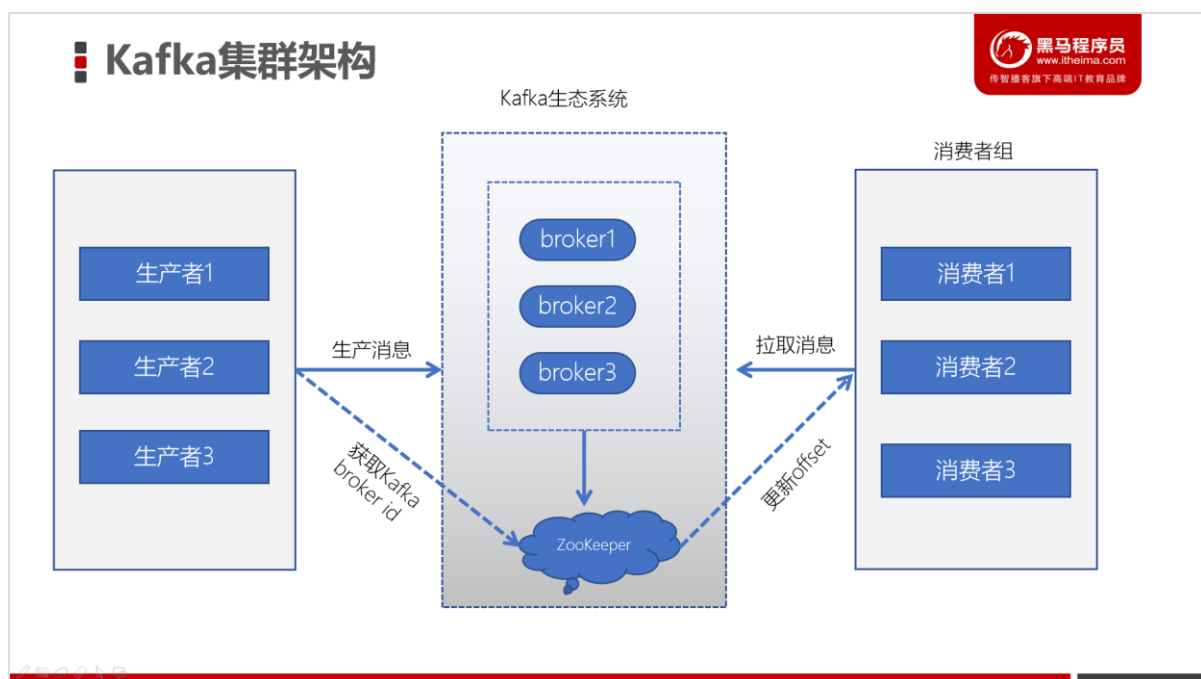 Kafka集群架构
黑马程序员
www.itheima.com
传智播客旗下高端IT教育品牌
Kafka生态系统
消费者组
生产者1
生产者2
生产者3
生产消息
获取Kafka
broker id
broker1
broker2
broker3
ZooKeeper
拉取消息
更新offset
消费者1
消费者2
消费者3